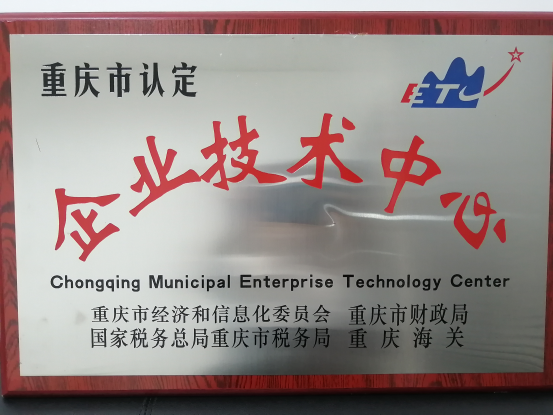 重庆市认定
ETC
企业技术中心
Chongqing Municipal Enterprise Technology Center
重庆市经济和信息化委员会 重庆市财政局
国家税务总局重庆市税务局 重庆海关